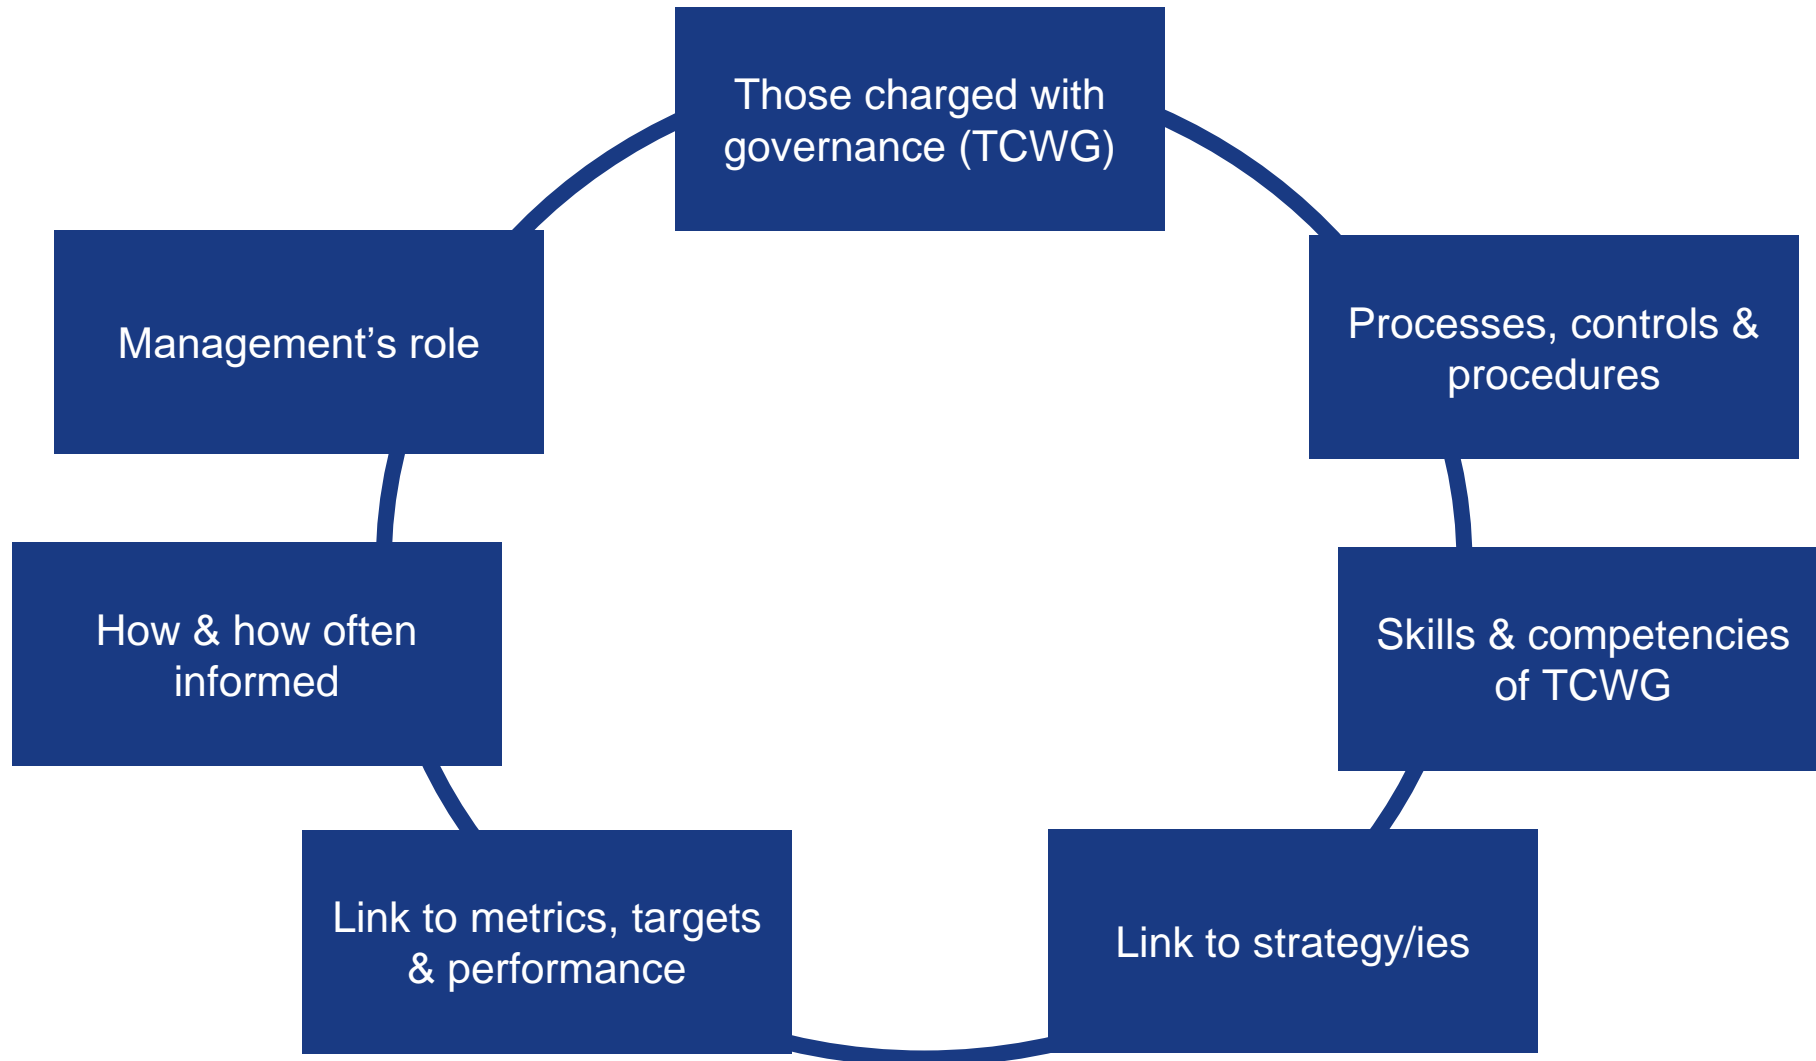 Those charged with
governance (TCWG)
Processes, controls &
procedures
Skills & competencies
of TCWG
Link to strategy/ies
Link to metrics, targets
& performance
How & how often
informed
Management’s role